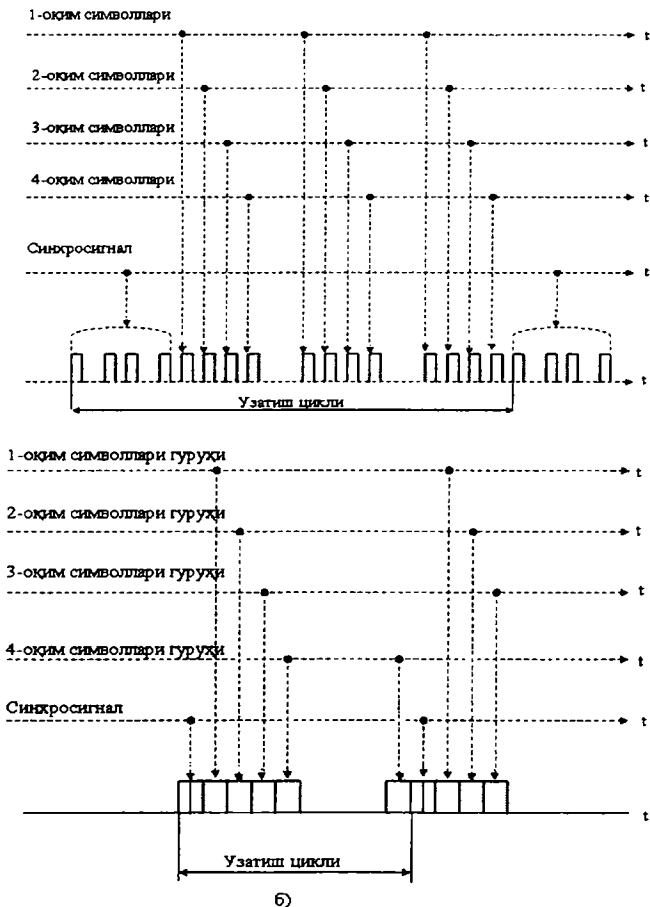 1-оқим символлари
t
2-оқим символлари
t
3-оқим символлари
t
4-оқим символлари
t
Синхросигнал
t
t
Узатиш цикли
1-оқим символлари гуруҳи
t
2-оқим символлари гуруҳи
t
3-оқим символлари гуруҳи
t
4-оқим символлари гуруҳи
t
Синхросигнал
t
t
Узатиш цикли
б)